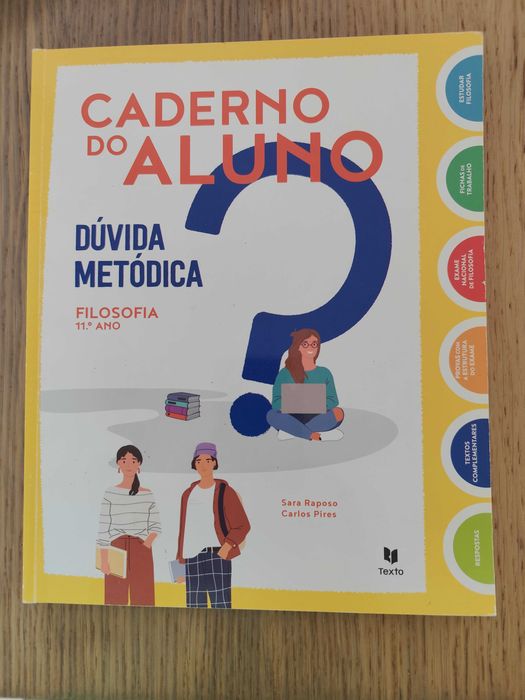 CADERNO
DO ALUNO
DÚVIDA
METÓDICA
FILOSOFIA
11.º ANO
Sara Raposo
Carlos Pires
Texto
ESTUDAR
FILOSOFIA
FICHAS DE
TRABALHO
EXAME
NACIONAL
DE FILOSOFIA
PROVAS COM
A ESTRUTURA
DO EXAME
TEXTOS
COMPLEMENTARES
RESPOSTAS